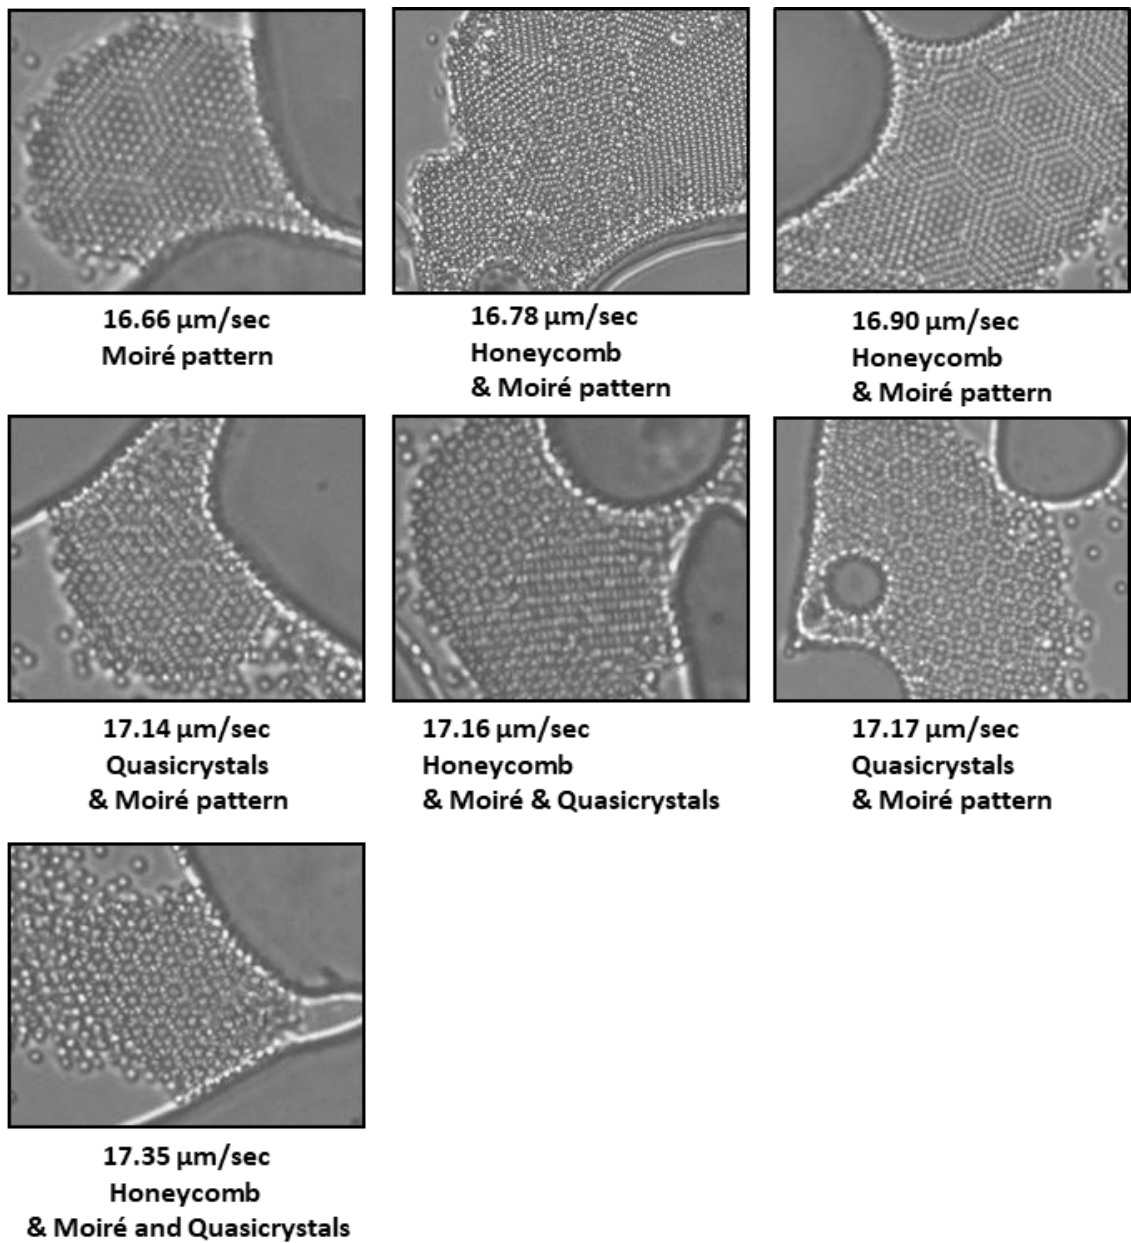 16.66 µm/sec
Moiré pattern
16.78 µm/sec
Honeycomb
& Moiré pattern
16.90 µm/sec
Honeycomb
& Moiré pattern
17.14 µm/sec
Quasicrystals
& Moiré pattern
17.16 µm/sec
Honeycomb
& Moiré & Quasicrystals
17.17 µm/sec
Quasicrystals
& Moiré pattern
17.35 µm/sec
Honeycomb
& Moiré and Quasicrystals